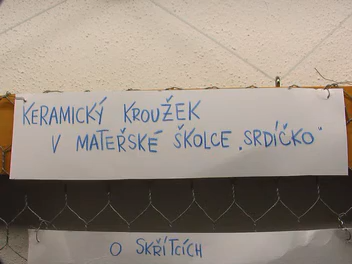 KERAMICKÝ KROUŽEK
V MATEŘSKÉ ŠKOLCE „SRDÍČKO“
O SKŘÍTCÍCH